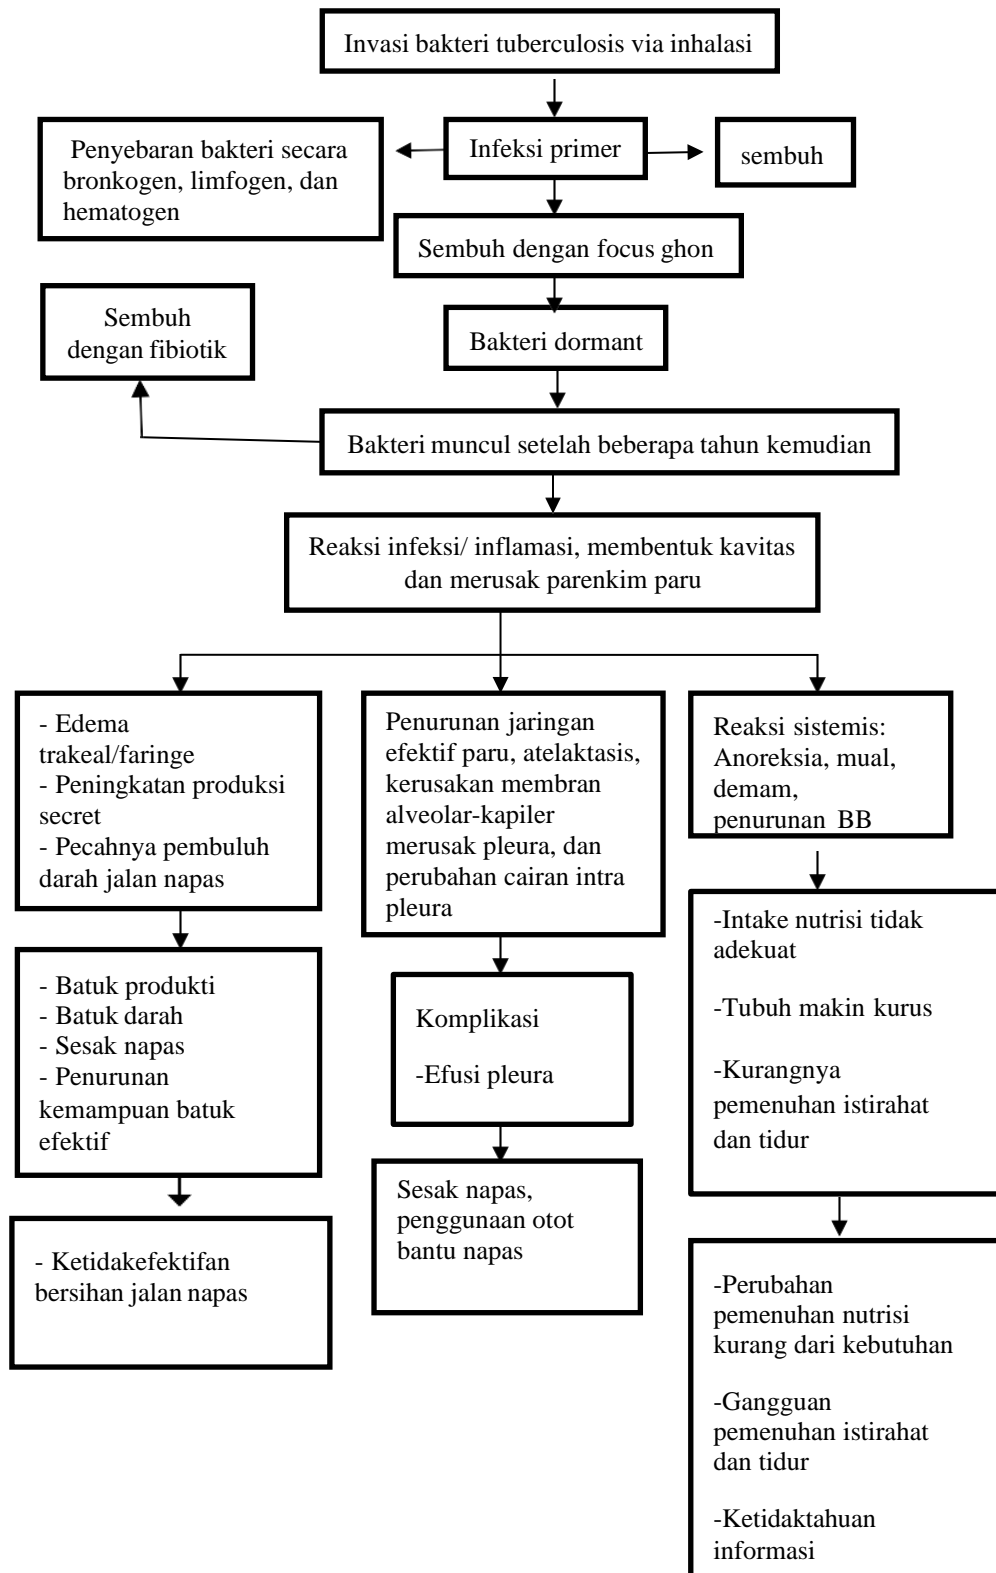 Invasi bakteri tuberculosis via inhalasi
Penyebaran bakteri secara
bronkogen, limfogen, dan
hematogen
Infeksi primer
sembuh
Sembuh dengan focus ghon
Sembuh
dengan fibiotik
Bakteri dormant
Bakteri muncul setelah beberapa tahun kemudian
Reaksi infeksi/ inflamasi, membentuk kavitas
dan merusak parenkim paru
- Edema
trakeal/faringe
- Peningkatan produksi
secret
- Pecahnya pembuluh
darah jalan napas
Penurunan jaringan
efektif paru, atelaktasis,
kerusakan membran
alveolar-kapiler
merusak pleura, dan
perubahan cairan intra
pleura
Reaksi sistemis:
Anoreksia, mual,
demam,
penurunan BB
- Batuk produkti
- Batuk darah
- Sesak napas
- Penurunan
kemampuan batuk
efektif
Komplikasi
-Efusi pleura
-Intake nutrisi tidak
adekuat
-Tubuh makin kurus
-Kurangnya
pemenuhan istirahat
dan tidur
- Ketidakefektifan
bersihan jalan napas
Sesak napas,
penggunaan otot
bantu napas
-Perubahan
pemenuhan nutrisi
kurang dari kebutuhan
-Gangguan
pemenuhan istirahat
dan tidur
-Ketidaktahuan
informasi